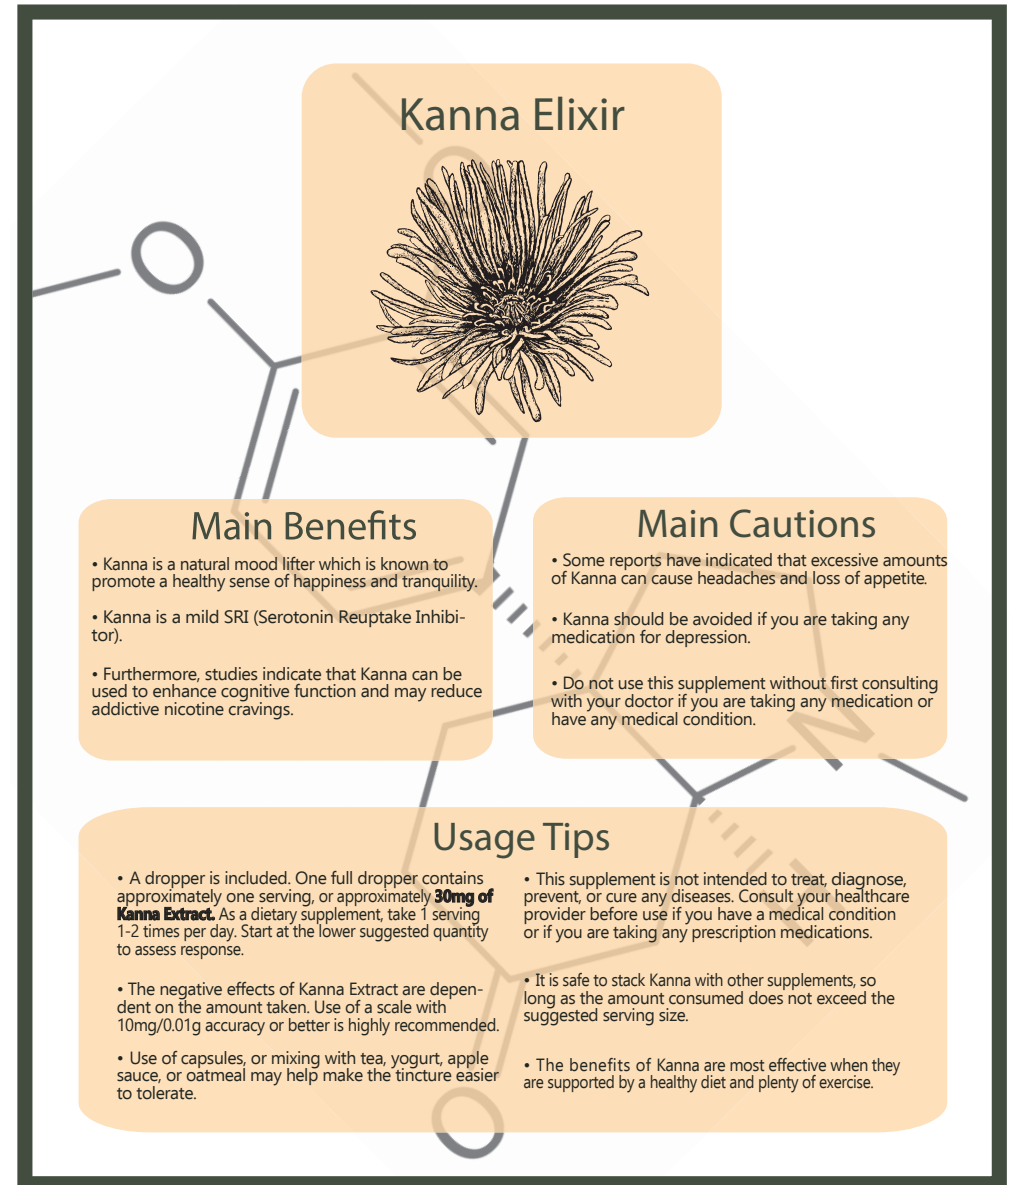 Kanna Elixir
Main Benefits
• Kanna is a natural mood lifter which is known to
promote a healthy sense of happiness and tranquility.
• Kanna is a mild SRI (Serotonin Reuptake Inhibi-
tor).
• Furthermore, studies indicate that Kanna can be
used to enhance cognitive function and may reduce
addictive nicotine cravings.
Main Cautions
• Some reports have indicated that excessive amounts
of Kanna can cause headaches and loss of appetite.
• Kanna should be avoided if you are taking any
medication for depression.
• Do not use this supplement without first consulting
with your doctor if you are taking any medication or
have any medical condition.
Usage Tips
• A dropper is included. One full dropper contains
approximately one serving, or approximately 30mg of
Kanna Extract. As a dietary supplement, take 1 serving
1-2 times per day. Start at the lower suggested quantity
to assess response.
• The negative effects of Kanna Extract are depen-
dent on the amount taken. Use of a scale with
10mg/0.01g accuracy or better is highly recommended.
• Use of capsules, or mixing with tea, yogurt, apple
sauce, or oatmeal may help make the tincture easier
to tolerate.
• This supplement is not intended to treat, diagnose,
prevent, or cure any diseases. Consult your healthcare
provider before use if you have a medical condition
or if you are taking any prescription medications.
• It is safe to stack Kanna with other supplements, so
long as the amount consumed does not exceed the
suggested serving size.
• The benefits of Kanna are most effective when they
are supported by a healthy diet and plenty of exercise.
O
O
N
H
O